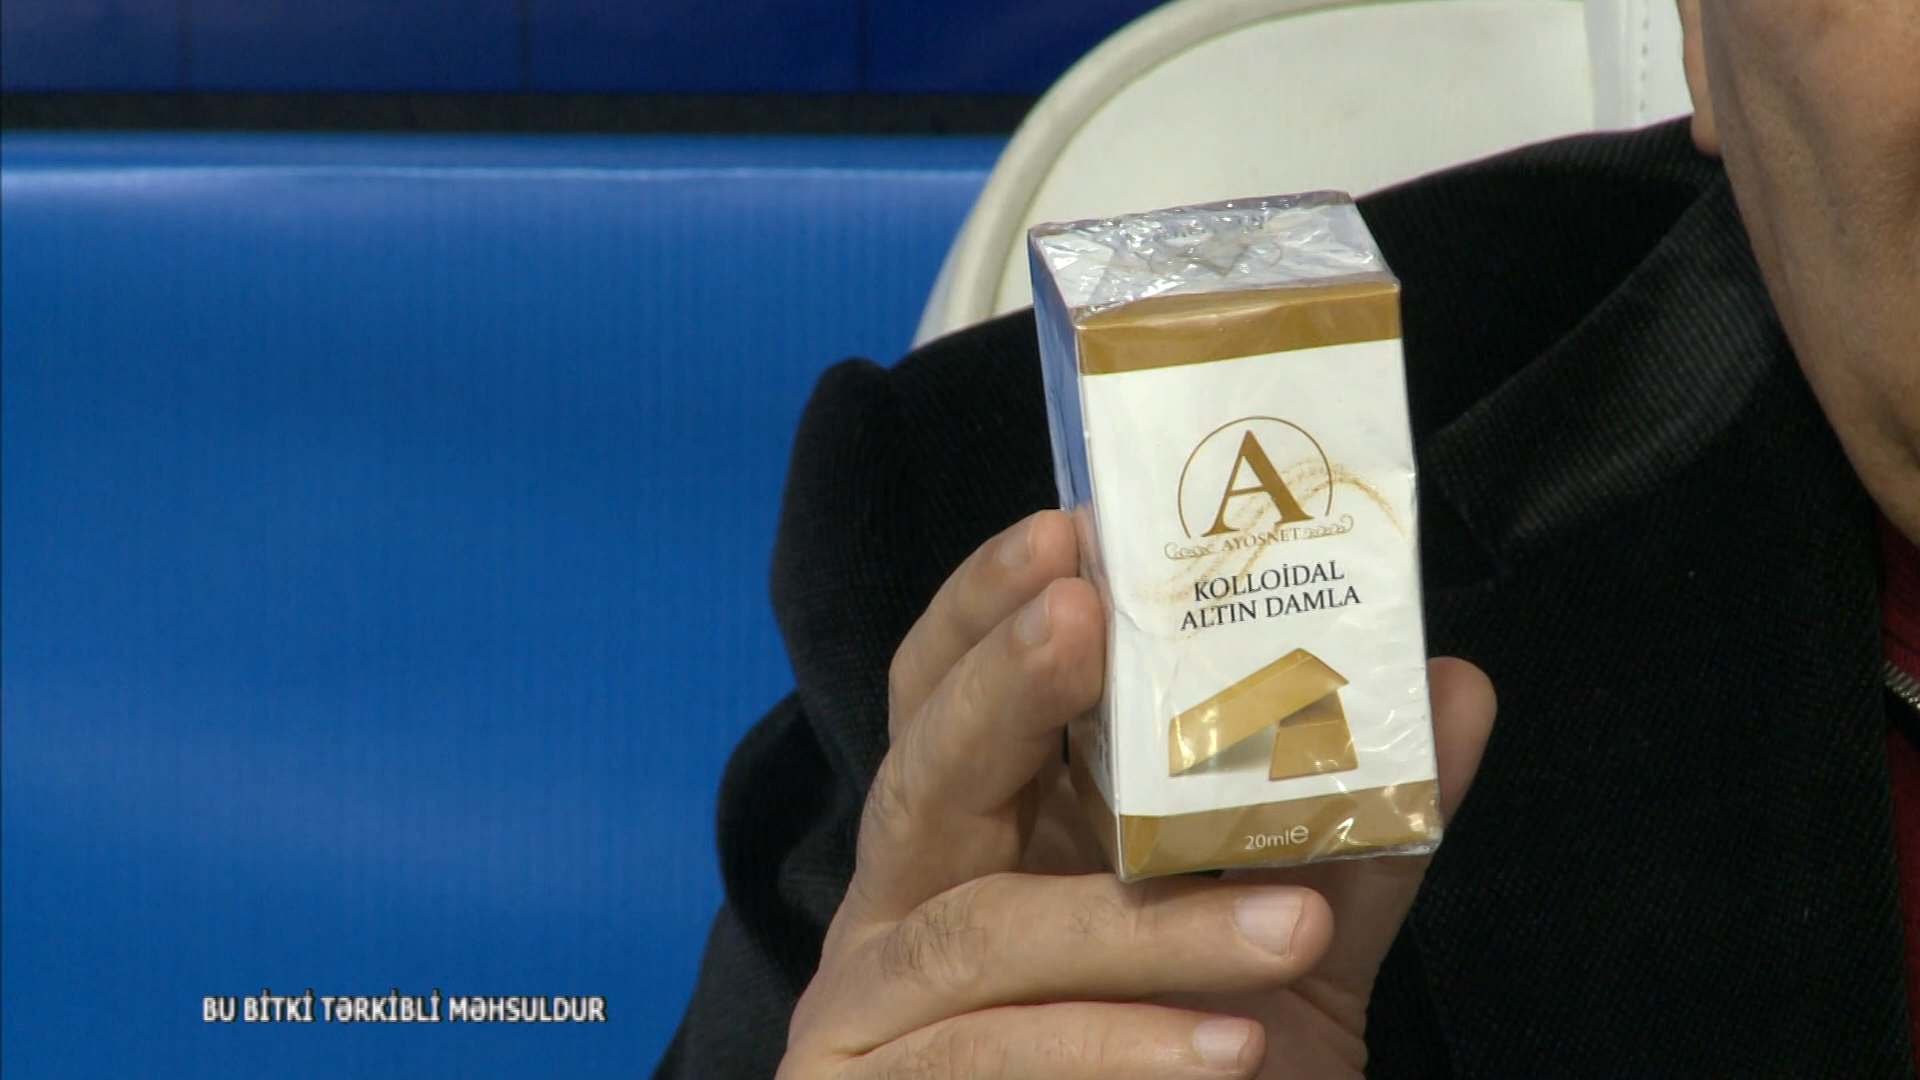 A
AYOSNET
KOLLOİDAL
ALTIN DAMLA
20ml℮
BU BİTKİ TƏRKİBLİ MƏHSULDUR